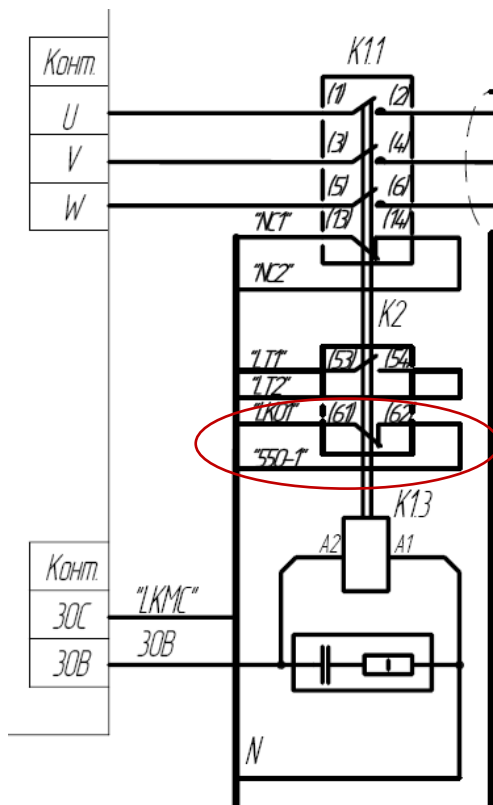 K1.1
Конт.
U
V
W
(1) (2)
(3) (4)
(5) (6)
(13) (14)
"NC1"
"NC2"
K2
"LT1" (53) (54)
"LT2"
"LK01" (61) (62)
"550-1"
K1.3
A2 A1
Конт.
30C
30B
"LKMC"
30B
N